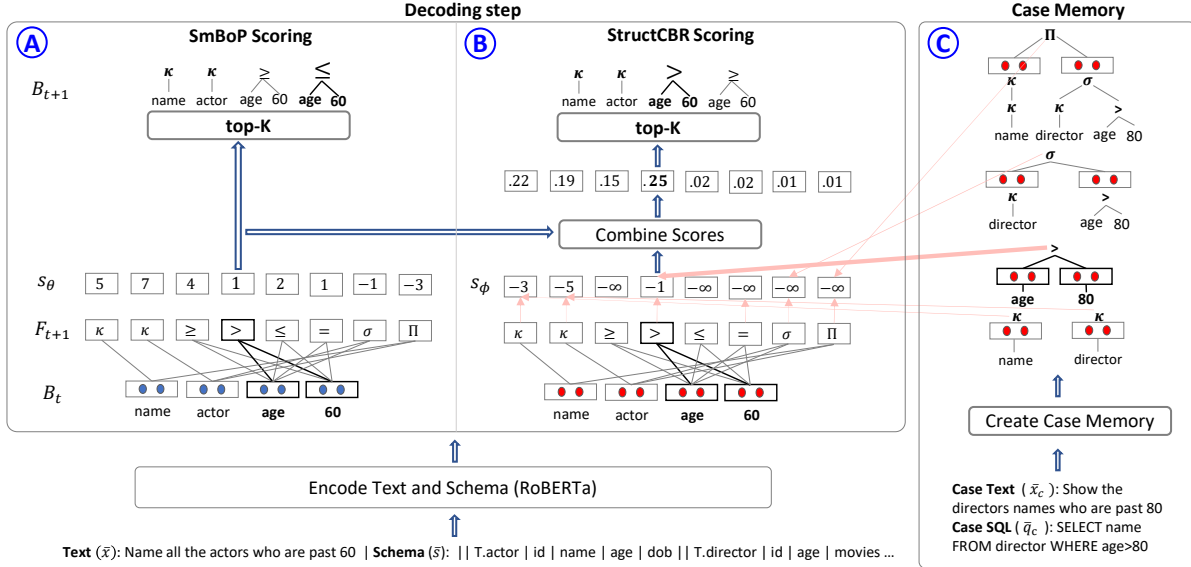 Decoding step
Case Memory
A
SmBoP Scoring
B
StructCBR Scoring
C
B_{t+1}
κ κ ≥ ≤
name actor age 60 age 60
top-K
κ κ > ≥
name actor age 60 age 60
top-K
.22 .19 .15 .25 .02 .02 .01 .01
Combine Scores
s_θ 5 7 4 1 2 1 −1 −3
s_ϕ −3 −5 −∞ −1 −∞ −∞ −∞ −∞
F_{t+1} κ κ ≥ > ≤ = σ Π
κ κ ≥ > ≤ = σ Π
B_t
name actor age 60
name actor age 60
Encode Text and Schema (RoBERTa)
Text (x̄): Name all the actors who are past 60 | Schema (s̄): || T.actor | id | name | age | dob || T.director | id | age | movies ...
Π
κ σ
κ κ >
name director age 80
σ
κ >
director age 80
>
age 80
κ κ
name director
Create Case Memory
Case Text ( x̄_c ): Show the
directors names who are past 80
Case SQL ( q̄_c ): SELECT name
FROM director WHERE age>80